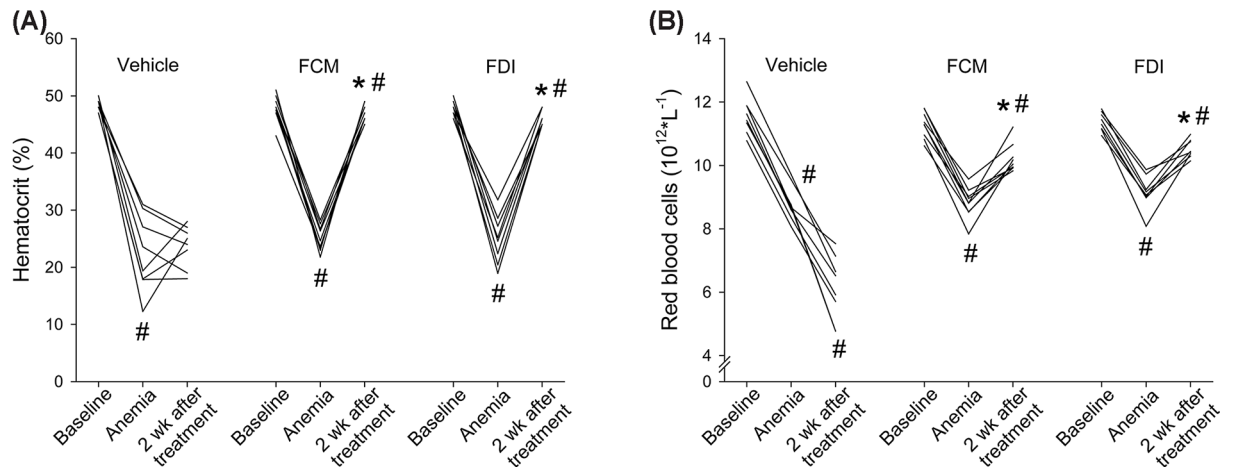 (A)
Hematocrit (%)
60
50
40
30
20
10
0
Vehicle
FCM
FDI
* #
* #
#
#
#
Baseline
Anemia
2 wk after
treatment
Baseline
Anemia
2 wk after
treatment
Baseline
Anemia
2 wk after
treatment
(B)
Red blood cells (10¹²*L⁻¹)
14
12
10
8
6
4
0
Vehicle
FCM
FDI
* #
* #
#
#
#
#
Baseline
Anemia
2 wk after
treatment
Baseline
Anemia
2 wk after
treatment
Baseline
Anemia
2 wk after
treatment